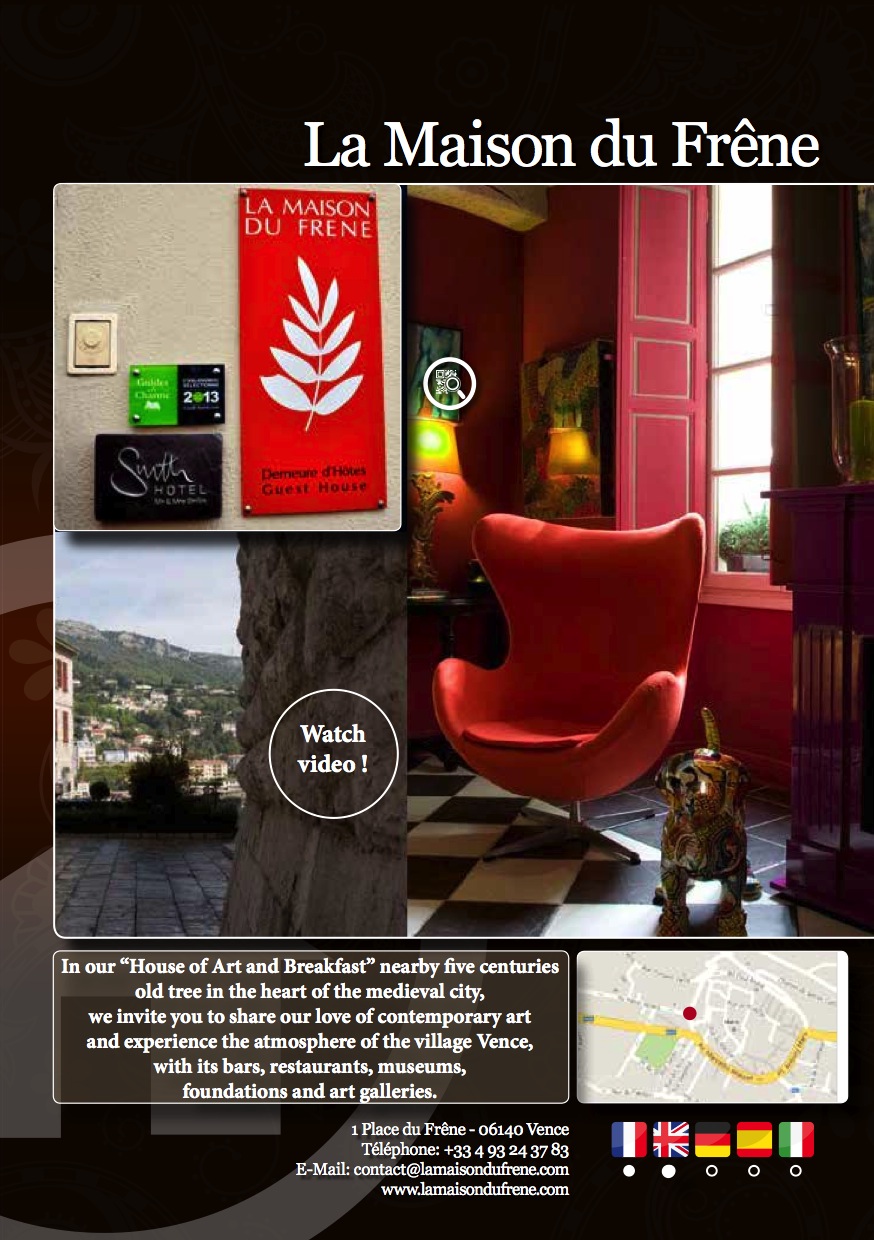 La Maison du Frêne
LA MAISON
DU FRENE
Guides
de
Charme
2013
Smith
HOTEL
Mr & Mrs Smith
Demeure d'Hôtes
Guest House
Watch
video !
In our “House of Art and Breakfast” nearby five centuries
old tree in the heart of the medieval city,
we invite you to share our love of contemporary art
and experience the atmosphere of the village Vence,
with its bars, restaurants, museums,
foundations and art galleries.
1 Place du Frêne - 06140 Vence
Téléphone: +33 4 93 24 37 83
E-Mail: contact@lamaisondufrene.com
www.lamaisondufrene.com